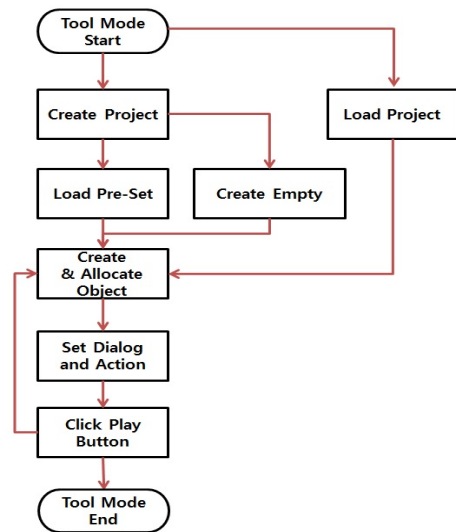 Tool Mode
Start
Create Project
Load Project
Load Pre-Set
Create Empty
Create
& Allocate
Object
Set Dialog
and Action
Click Play
Button
Tool Mode
End